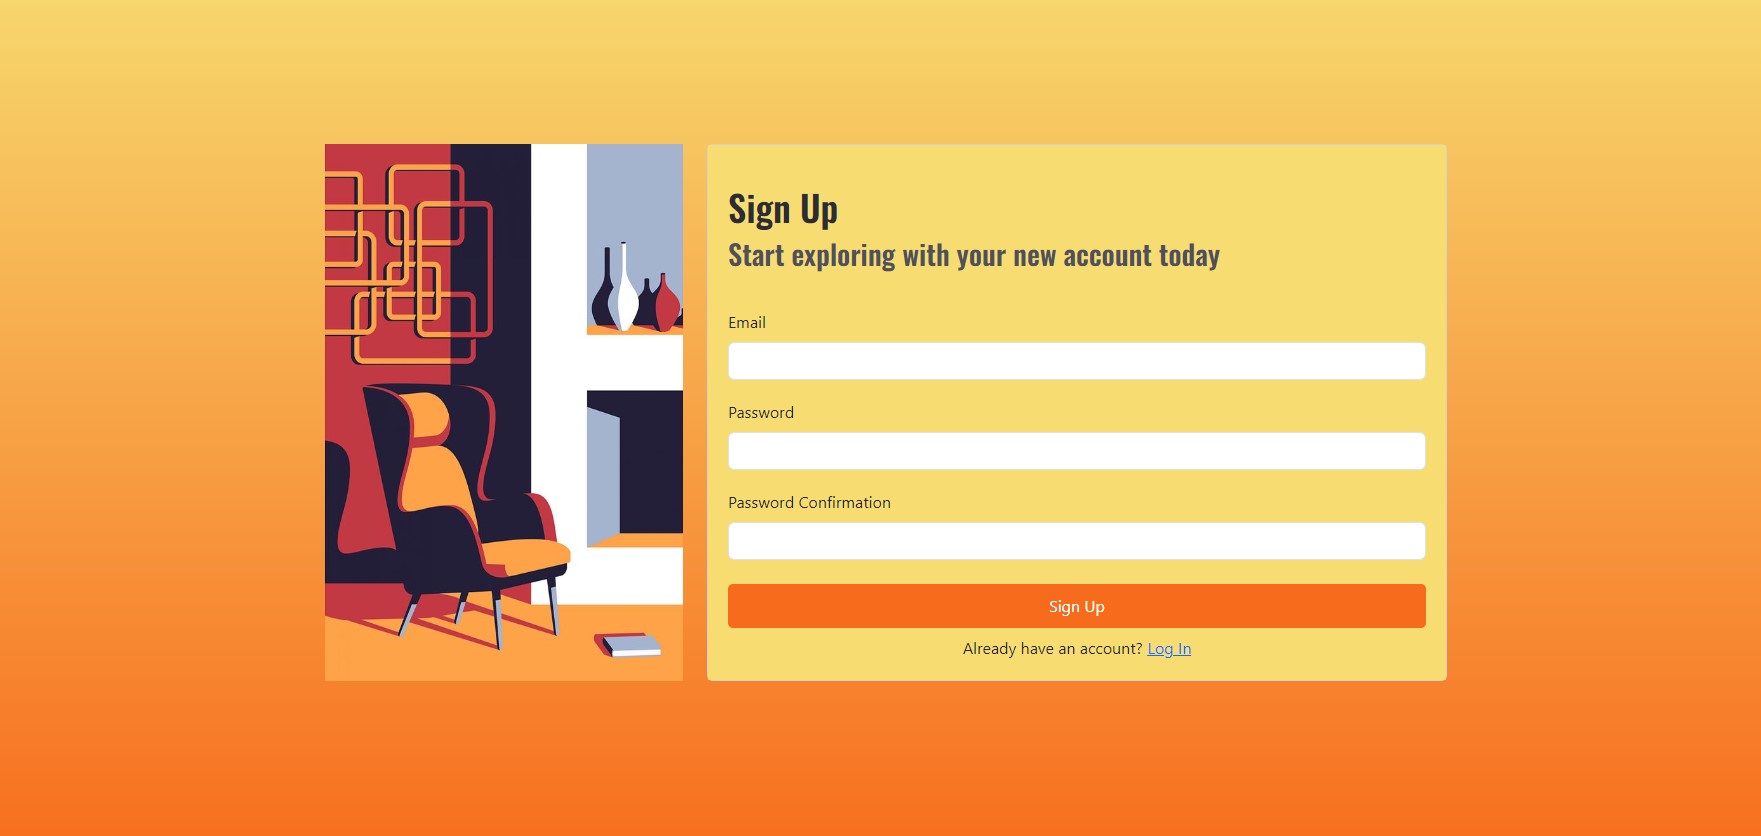 Sign Up
Start exploring with your new account today
Email
Password
Password Confirmation
Sign Up
Already have an account? Log In